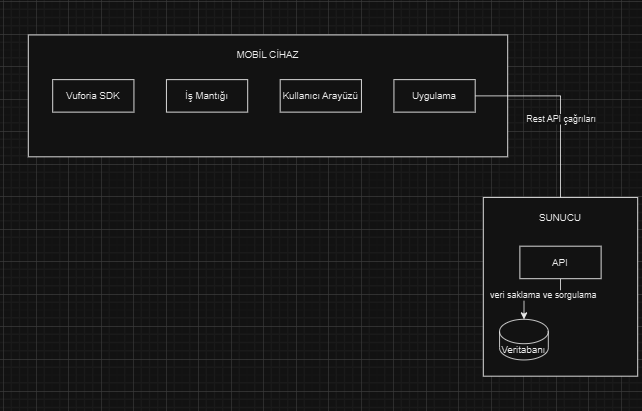 MOBİL CİHAZ
Vuforia SDK
İş Mantığı
Kullanıcı Arayüzü
Uygulama
Rest API çağrıları
SUNUCU
API
veri saklama ve sorgulama
Veritabanı